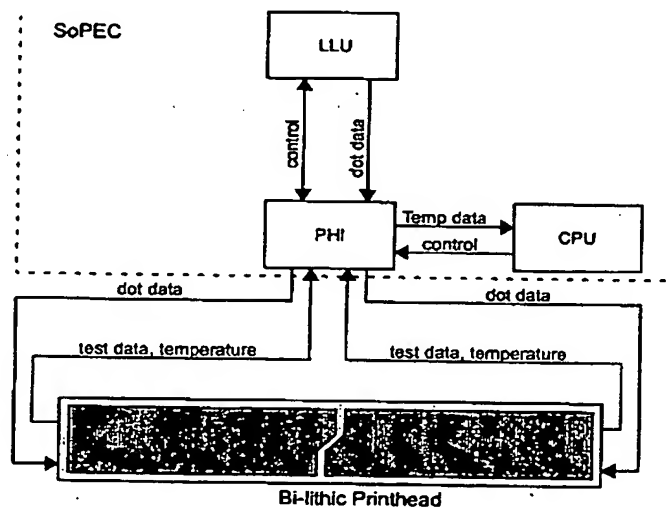 SoPEC
LLU
control
dot data
PHI
Temp data
control
CPU
dot data
dot data
test data, temperature
test data, temperature
Bi-lithic Printhead